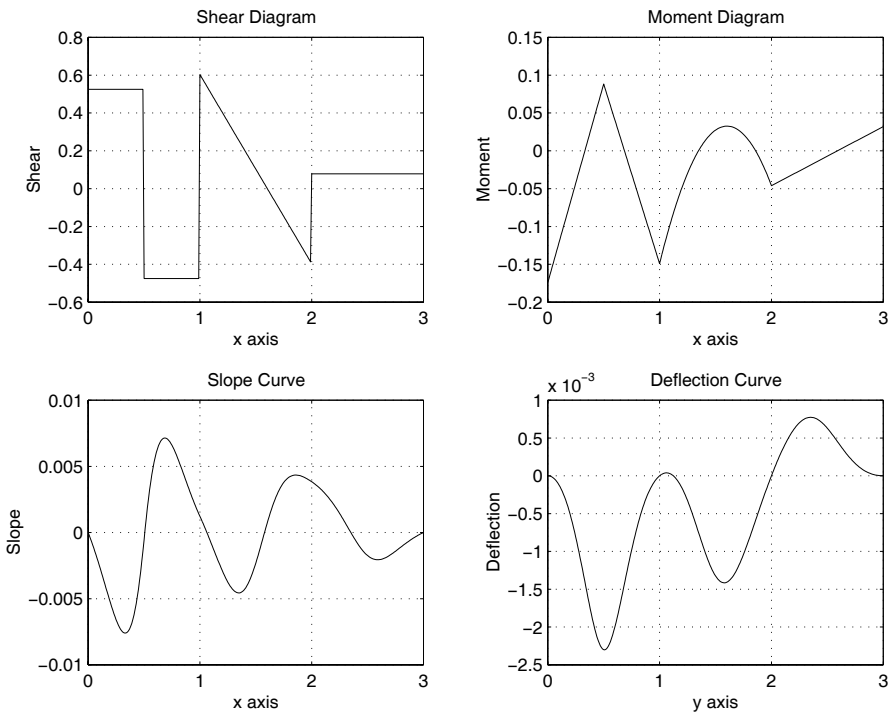 Shear Diagram
0.8
0.6
0.4
0.2
0
−0.2
−0.4
−0.6
Shear
0 1 2 3
x axis
Moment Diagram
0.15
0.1
0.05
0
−0.05
−0.1
−0.15
−0.2
Moment
0 1 2 3
x axis
Slope Curve
0.01
0.005
0
−0.005
−0.01
Slope
0 1 2 3
x axis
Deflection Curve
x 10⁻³
1
0.5
0
−0.5
−1
−1.5
−2
−2.5
Deflection
0 1 2 3
y axis